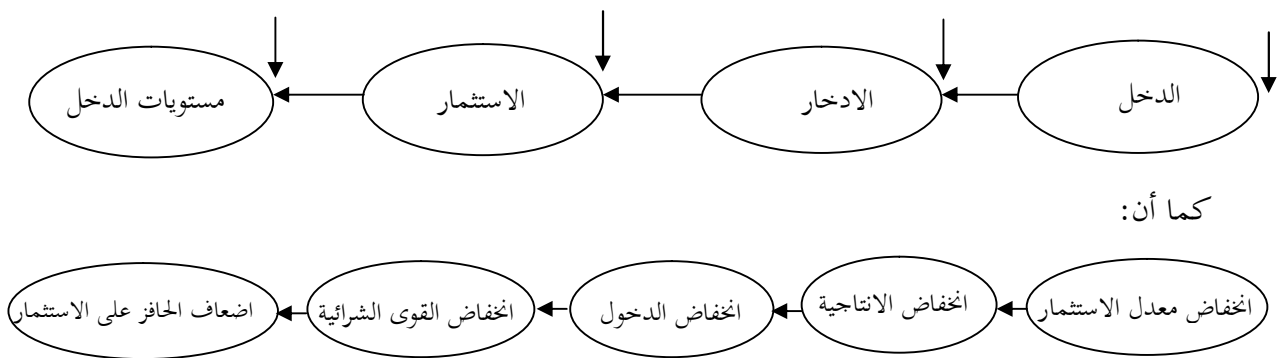 الدخل الادخار الاستثمار مستويات الدخل
كما أن:
انخفاض معدل الاستثمار انخفاض الانتاجية انخفاض الدخول انخفاض القوى الشرائية اضعاف الحافز على الاستثمار